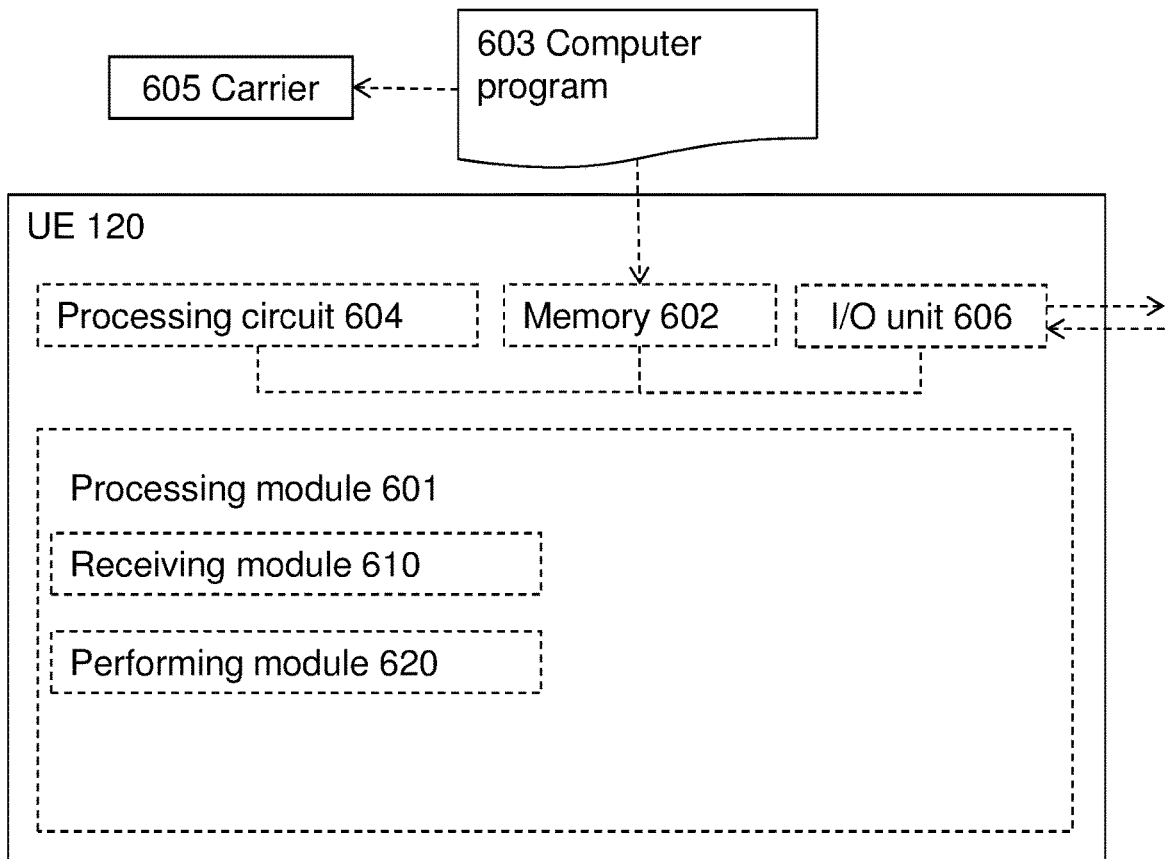 603 Computer
program
605 Carrier
UE 120
Processing circuit 604
Memory 602
I/O unit 606
Processing module 601
Receiving module 610
Performing module 620